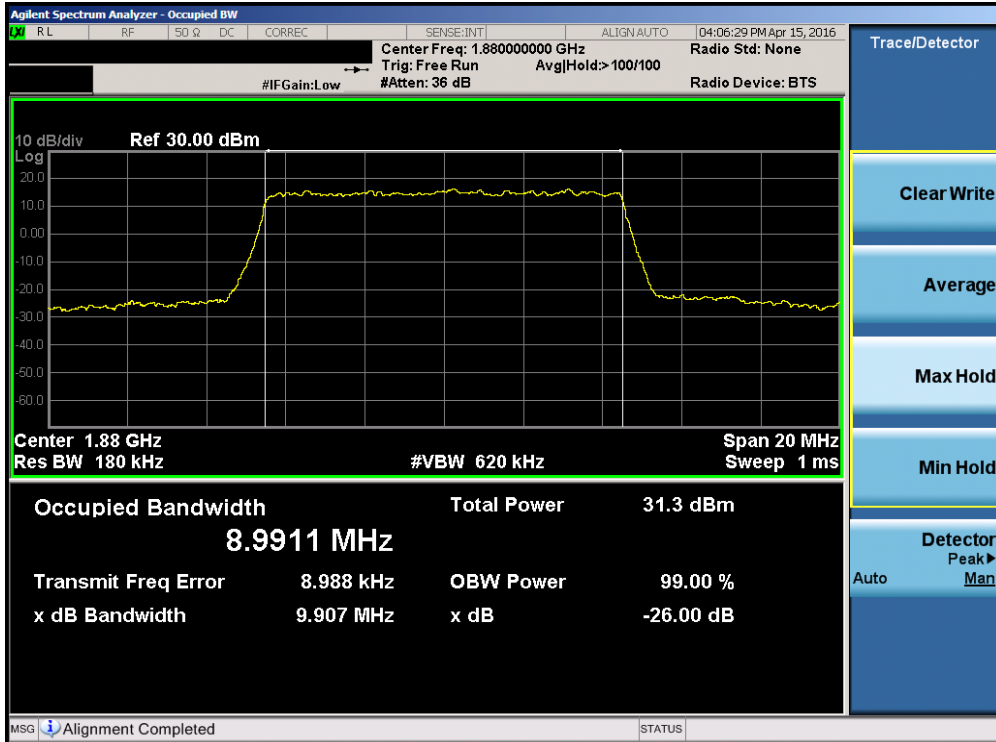 Agilent Spectrum Analyzer - Occupied BW
LXI RL RF 50 Ω DC CORREC SENSE:INT ALIGN AUTO 04:06:29 PM Apr 15, 2016
Center Freq: 1.880000000 GHz Radio Std: None
Trig: Free Run Avg|Hold:>100/100
#IFGain:Low #Atten: 36 dB Radio Device: BTS
10 dB/div Ref 30.00 dBm
Log
20.0
10.0
0.00
-10.0
-20.0
-30.0
-40.0
-50.0
-60.0
Center 1.88 GHz Span 20 MHz
Res BW 180 kHz #VBW 620 kHz Sweep 1 ms
Occupied Bandwidth Total Power 31.3 dBm
8.9911 MHz
Transmit Freq Error 8.988 kHz OBW Power 99.00 %
x dB Bandwidth 9.907 MHz x dB -26.00 dB
MSG Alignment Completed STATUS
Trace/Detector
Clear Write
Average
Max Hold
Min Hold
Detector
Peak▶
Auto Man